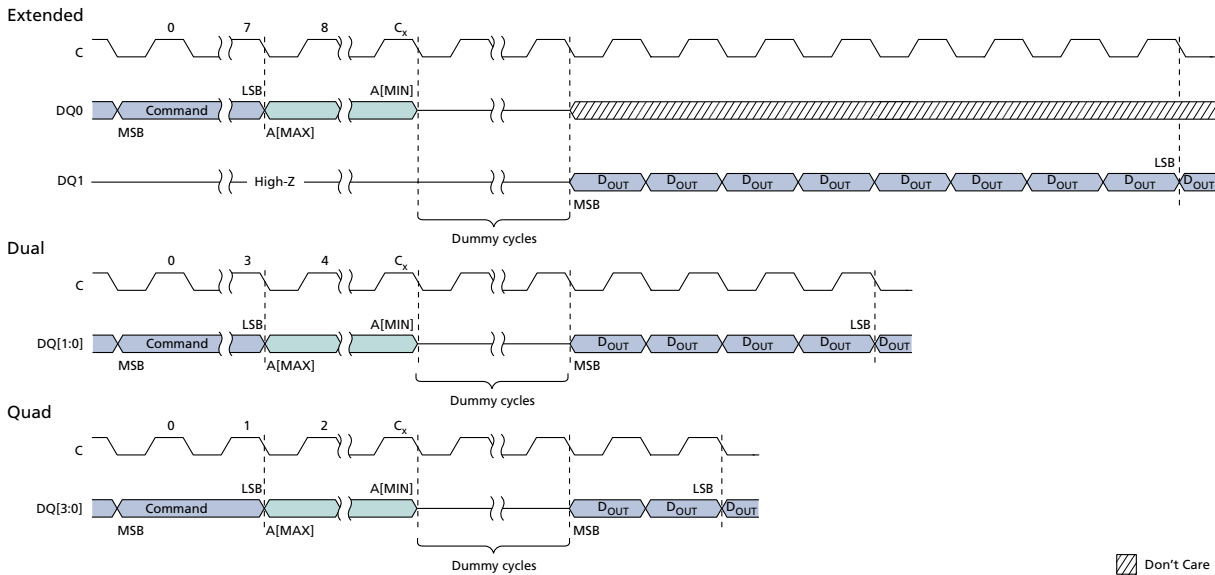 Extended
0 7 8 Cx
C
LSB A[MIN]
DQ0 Command
MSB A[MAX]
LSB
DQ1 High-Z DOUT DOUT DOUT DOUT DOUT DOUT DOUT DOUT DOUT
MSB
Dummy cycles
Dual
0 3 4 Cx
C
LSB A[MIN] LSB
DQ[1:0] Command DOUT DOUT DOUT DOUT DOUT
MSB A[MAX] MSB
Dummy cycles
Quad
0 1 2 Cx
C
LSB A[MIN] LSB
DQ[3:0] Command DOUT DOUT DOUT
MSB A[MAX] MSB
Dummy cycles
Don't Care